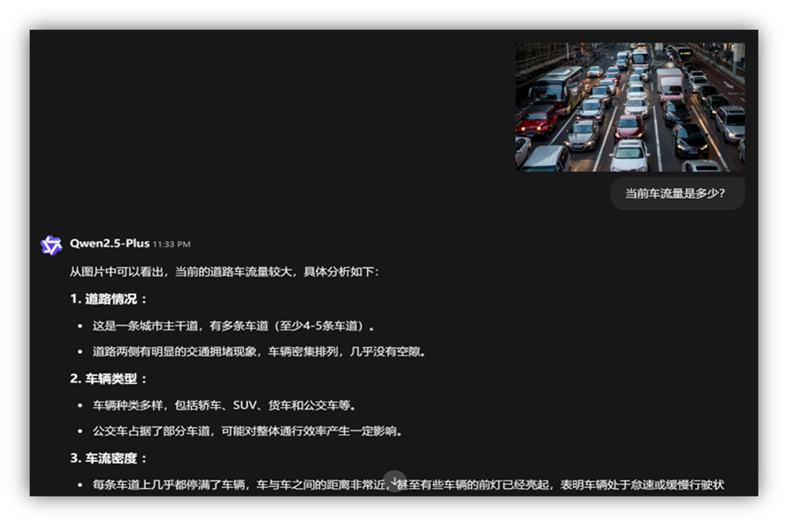 当前车流量是多少？
Qwen2.5-Plus 11:33 PM
从图片中可以看出，当前的道路车流量较大，具体分析如下：
1. 道路情况：
• 这是一条城市主干道，有多条车道（至少4-5条车道）。
• 道路两侧有明显的交通拥堵现象，车辆密集排列，几乎没有空隙。
2. 车辆类型：
• 车辆种类多样，包括轿车、SUV、货车和公交车等。
• 公交车占据了部分车道，可能对整体通行效率产生一定影响。
3. 车流密度：
• 每条车道上几乎都停满了车辆，车与车之间的距离非常近，甚至有些车辆的前灯已经亮起，表明车辆处于怠速或缓慢行驶状